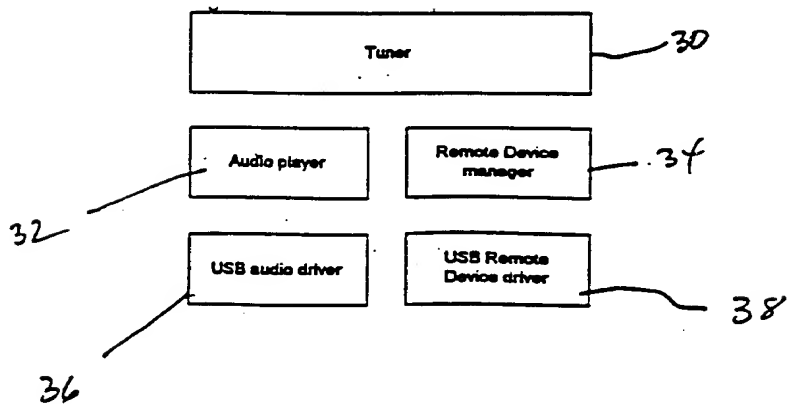 Tuner
30
Audio player
Remote Device
manager
34
32
USB audio driver
USB Remote
Device driver
38
36